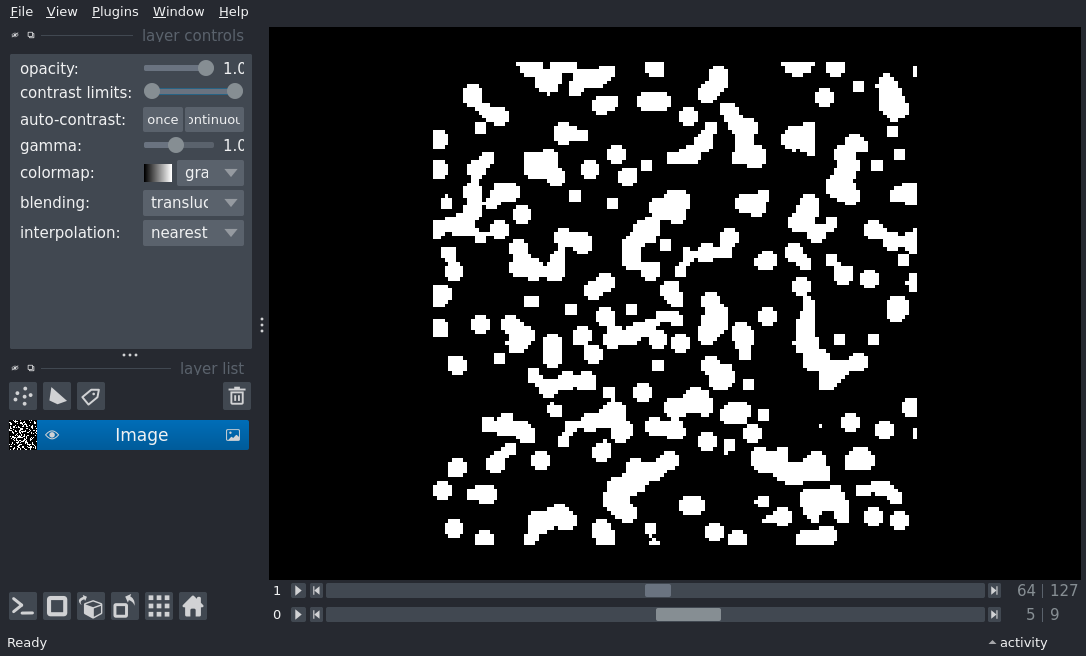 File View Plugins Window Help
layer controls
opacity: 1.0
contrast limits:
auto-contrast: once ontinuou
gamma: 1.0
colormap: gra
blending: transluc
interpolation: nearest
layer list
Image
1 64 | 127
0 5 | 9
Ready activity